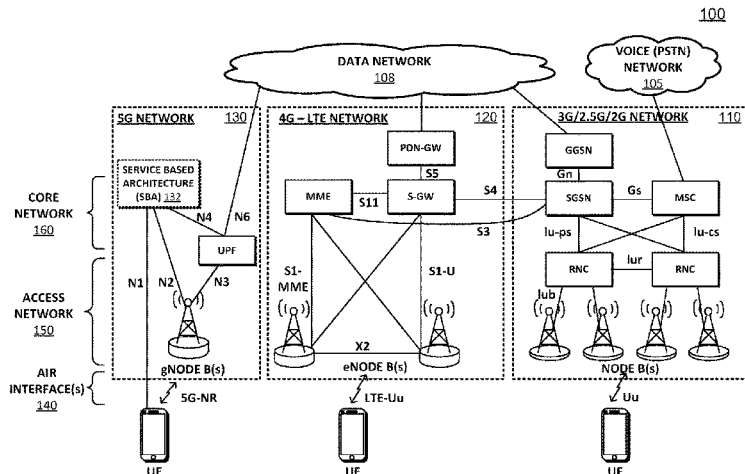 100
VOICE (PSTN)
NETWORK
105
DATA NETWORK
108
5G NETWORK 130
4G – LTE NETWORK 120
3G/2.5G/2G NETWORK 110
PDN-GW
GGSN
S5
Gn
SERVICE BASED
ARCHITECTURE
(SBA) 132
MME
S-GW
SGSN
MSC
S11
S4
Gs
CORE
NETWORK
160
N4
N6
S3
Iu-ps
Iu-cs
UPF
N1
N2
N3
S1-
MME
S1-U
RNC
Iur
RNC
Iub
ACCESS
NETWORK
150
X2
gNODE B(s)
eNODE B(s)
NODE B(s)
AIR
INTERFACE(s)
140
5G-NR
LTE-Uu
Uu
UE
UE
UE